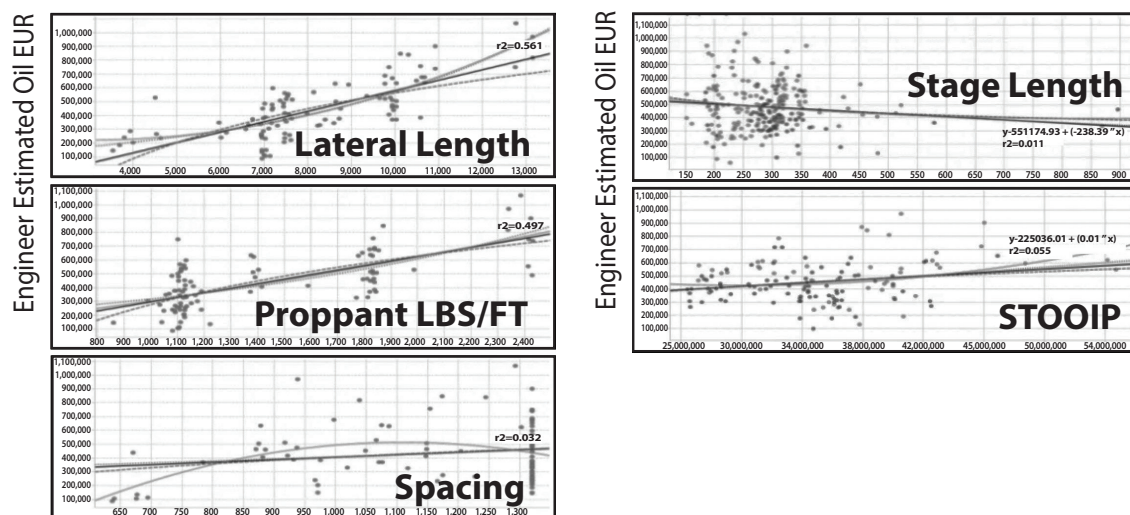 Engineer Estimated Oil EUR
1,000,000
900,000
800,000
700,000
600,000
500,000
400,000
300,000
200,000
100,000
r2=0.561
Lateral Length
4,000 5,000 6,000 7,000 8,000 9,000 10,000 11,000 12,000 13,000
Engineer Estimated Oil EUR
1,100,000
1,000,000
900,000
800,000
700,000
600,000
500,000
400,000
300,000
200,000
100,000
r2=0.497
Proppant LBS/FT
800 900 1,000 1,100 1,200 1,300 1,400 1,500 1,600 1,700 1,800 1,900 2,000 2,100 2,200 2,300 2,400
1,100,000
1,000,000
900,000
800,000
700,000
600,000
500,000
400,000
300,000
200,000
100,000
r2=0.032
Spacing
650 700 750 800 850 900 950 1,000 1,050 1,100 1,150 1,200 1,250 1,300
Engineer Estimated Oil EUR
1,100,000
1,000,000
900,000
800,000
700,000
600,000
500,000
400,000
300,000
200,000
100,000
Stage Length
y-551174.93 + (-238.39 " x)
r2=0.011
150 200 250 300 350 400 450 500 550 600 650 700 750 800 850 900
Engineer Estimated Oil EUR
1,100,000
1,000,000
900,000
800,000
700,000
600,000
500,000
400,000
300,000
200,000
100,000
y-225036.01 + (0.01 " x)
r2=0.055
STOOIP
25,000,000 30,000,000 34,000,000 38,000,000 42,000,000 46,000,000 50,000,000 54,000,000